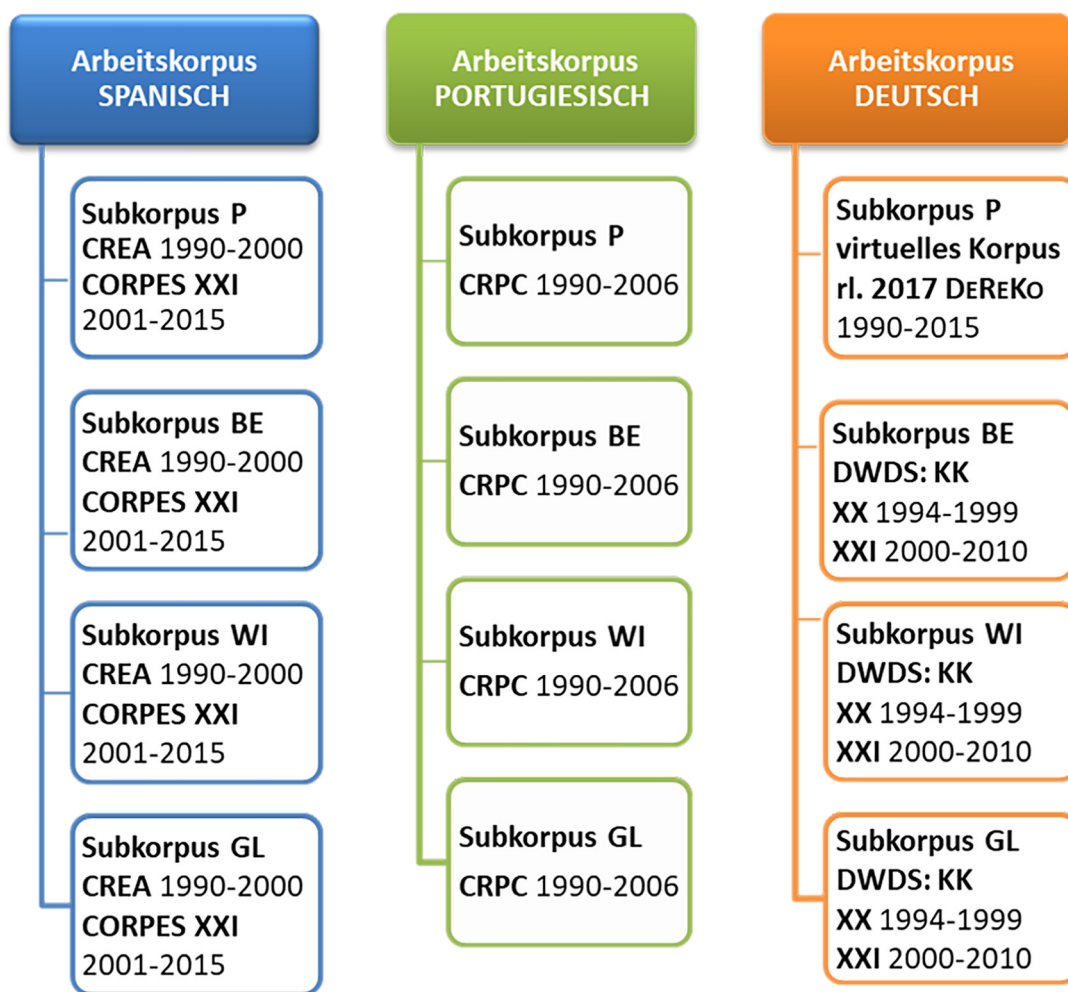 Arbeitskorpus
SPANISCH
Subkorpus P
CREA 1990-2000
CORPES XXI
2001-2015
Subkorpus BE
CREA 1990-2000
CORPES XXI
2001-2015
Subkorpus WI
CREA 1990-2000
CORPES XXI
2001-2015
Subkorpus GL
CREA 1990-2000
CORPES XXI
2001-2015
Arbeitskorpus
PORTUGIESISCH
Subkorpus P
CRPC 1990-2006
Subkorpus BE
CRPC 1990-2006
Subkorpus WI
CRPC 1990-2006
Subkorpus GL
CRPC 1990-2006
Arbeitskorpus
DEUTSCH
Subkorpus P
virtuelles Korpus
rl. 2017 DEREKO
1990-2015
Subkorpus BE
DWDS: KK
XX 1994-1999
XXI 2000-2010
Subkorpus WI
DWDS: KK
XX 1994-1999
XXI 2000-2010
Subkorpus GL
DWDS: KK
XX 1994-1999
XXI 2000-2010